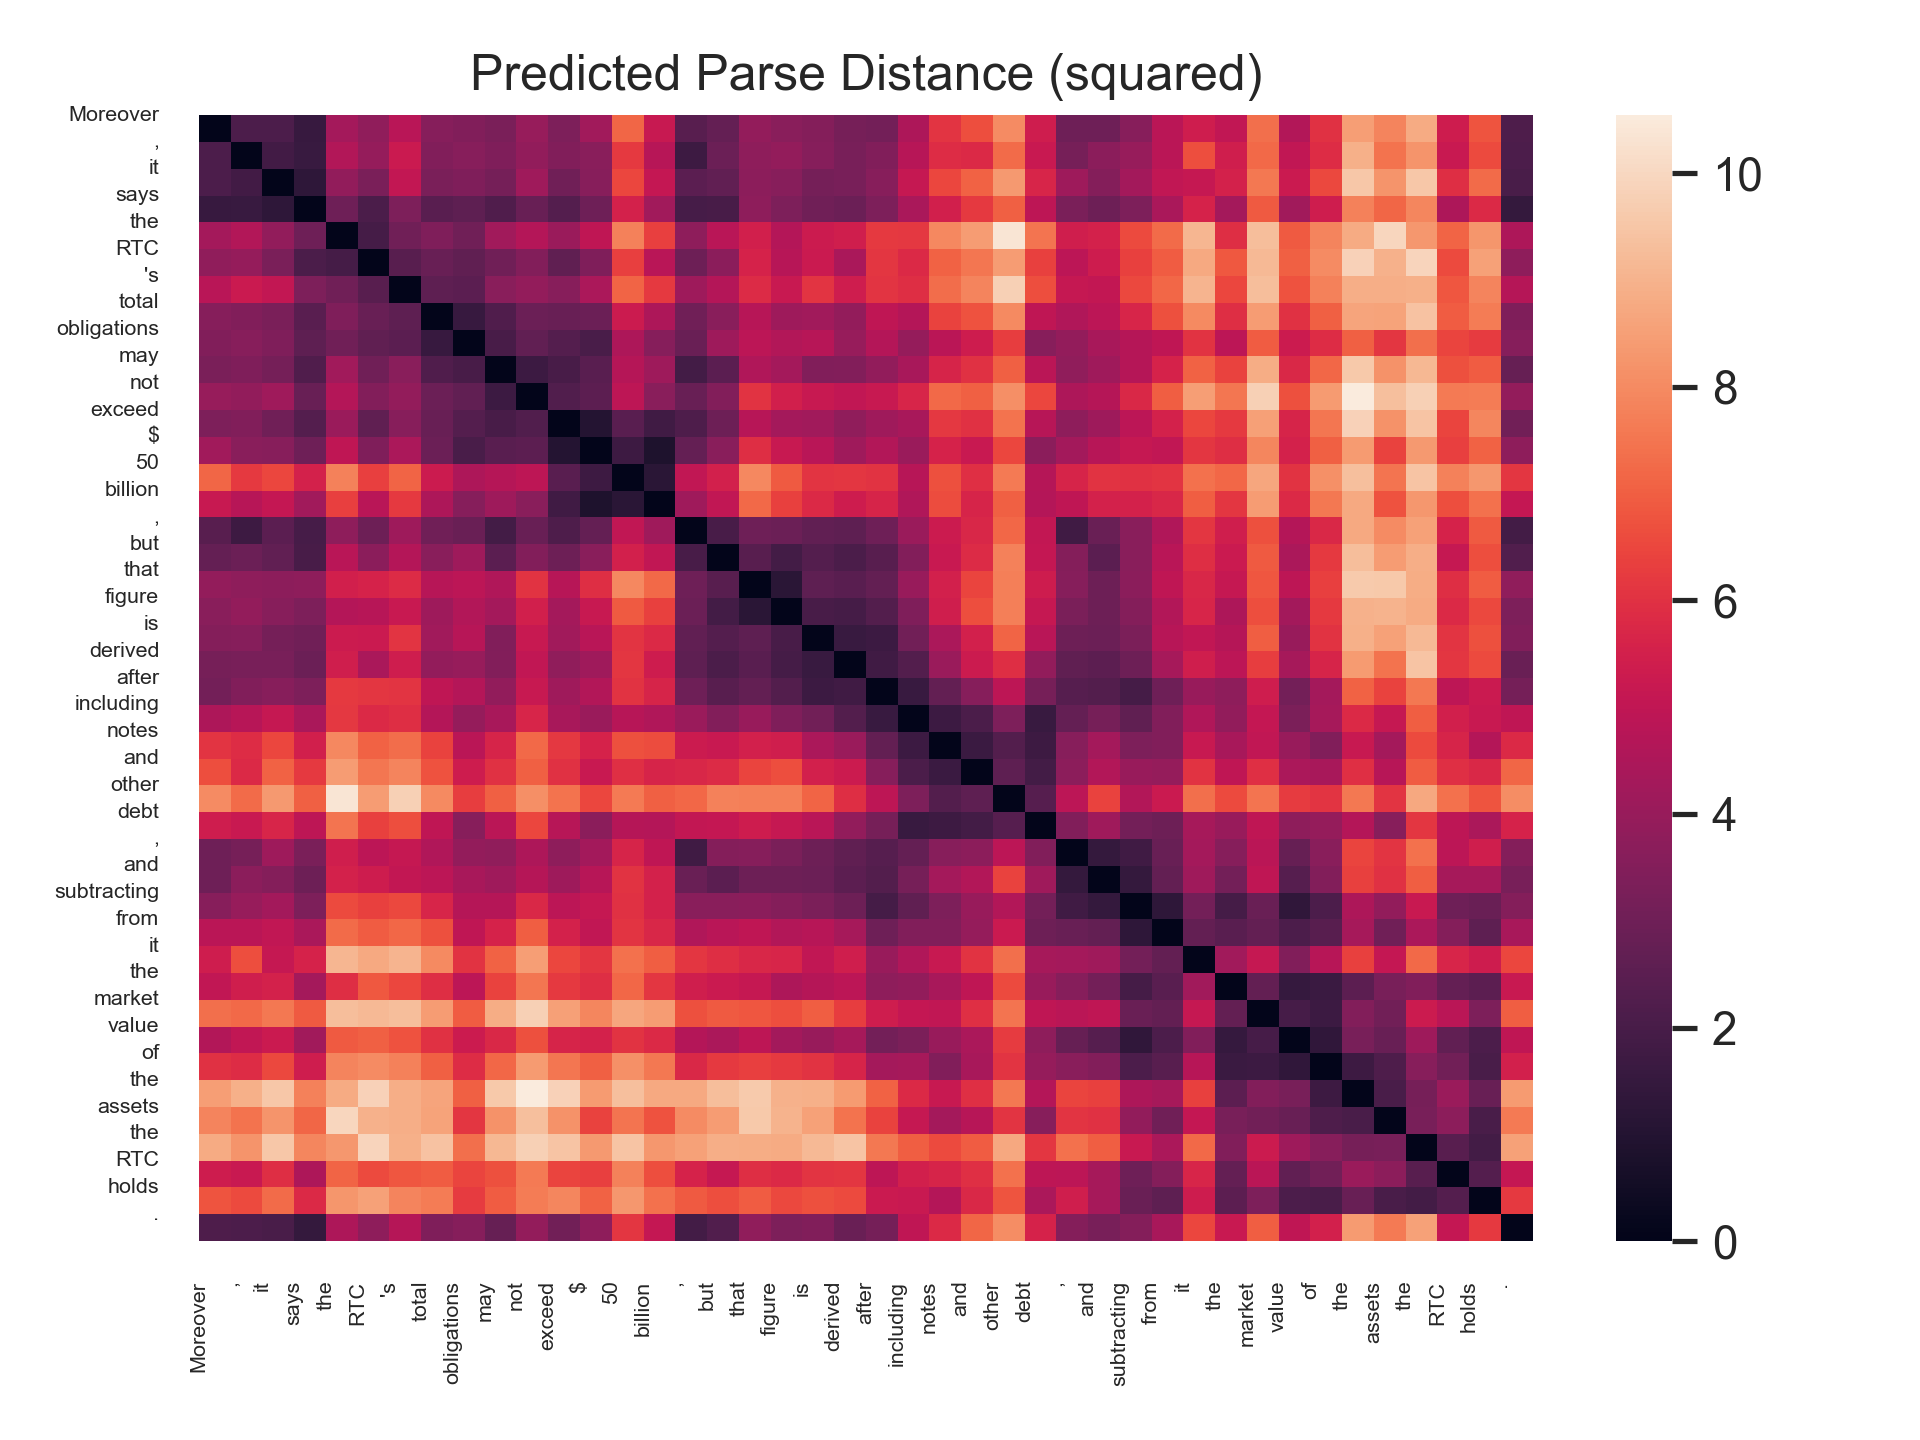 Predicted Parse Distance (squared)
Moreover
,
it
says
the
RTC
's
total
obligations
may
not
exceed
$
50
billion
,
but
that
figure
is
derived
after
including
notes
and
other
debt
,
and
subtracting
from
it
the
market
value
of
the
assets
the
RTC
holds
.
10
8
6
4
2
0
Moreover
,
it
says
the
RTC
's
total
obligations
may
not
exceed
$
50
billion
,
but
that
figure
is
derived
after
including
notes
and
other
debt
,
and
subtracting
from
it
the
market
value
of
the
assets
the
RTC
holds
.